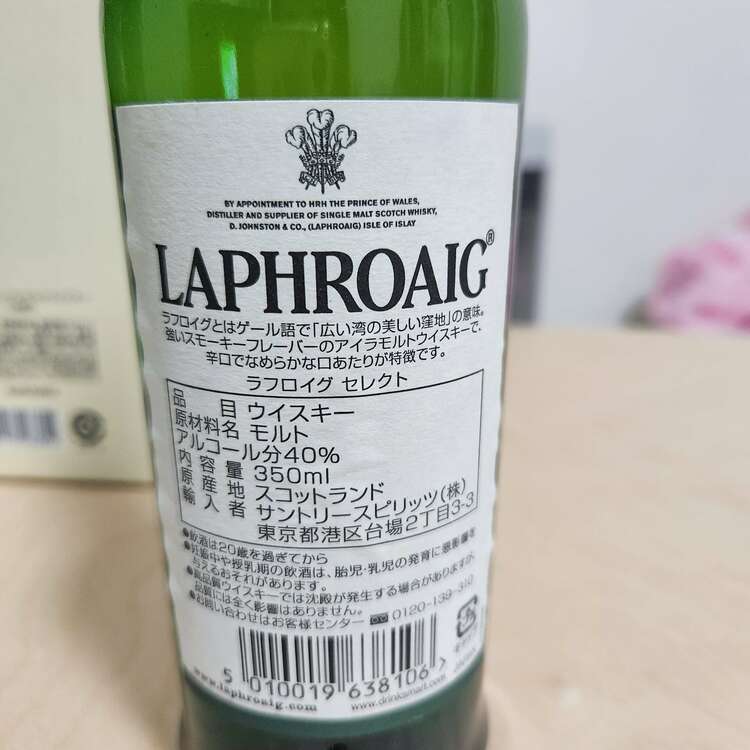 BY APPOINTMENT TO HRH THE PRINCE OF WALES,
DISTILLER AND SUPPLIER OF SINGLE MALT SCOTCH WHISKY,
D. JOHNSTON & CO., (LAPHROAIG) ISLE OF ISLAY
LAPHROAIG®
ラフロイグとはゲール語で「広い湾の美しい窪地」の意味。
強いスモーキーフレーバーのアイラモルトウイスキーで、
辛口でなめらかな口あたりが特徴です。
ラフロイグ セレクト
品目 ウイスキー
原材料名 モルト
アルコール分40%
内容量 350ml
原産地 スコットランド
輸入者 サントリースピリッツ(株)
東京都港区台場2丁目3-3
●飲酒は20歳を過ぎてから
●妊娠中や授乳期の飲酒は、胎児・乳児の発育に悪影響を
与えるおそれがあります。
●高品質ウイスキーでは沈殿が発生する場合がありますが、
品質には全く影響はありません。
●お問い合わせはお客様センター 0120-139-310
5 010019 638106 >
www.laphroaig.com
www.drinksmart.com